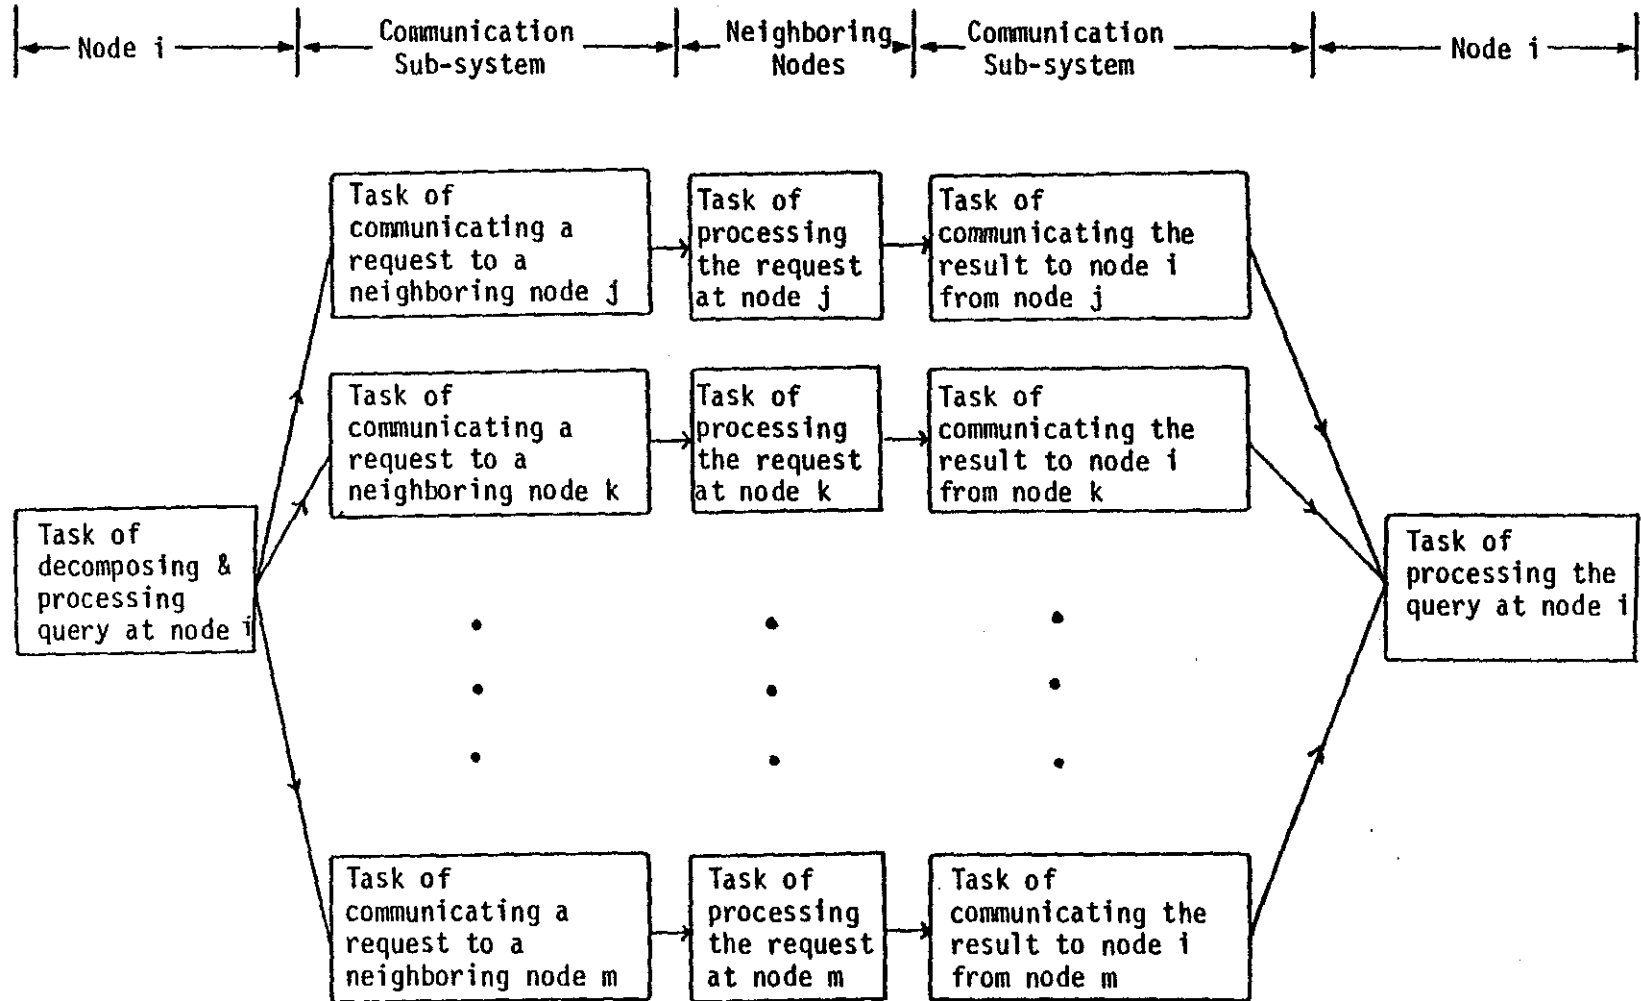 Node i
Communication
Sub-system
Neighboring
Nodes
Communication
Sub-system
Node i
Task of
communicating a
request to a
neighboring node j
Task of
processing
the request
at node j
Task of
communicating the
result to node i
from node j
Task of
communicating a
request to a
neighboring node k
Task of
processing
the request
at node k
Task of
communicating the
result to node i
from node k
Task of
decomposing &
processing
query at node i
Task of
processing the
query at node i
Task of
communicating a
request to a
neighboring node m
Task of
processing
the request
at node m
Task of
communicating the
result to node i
from node m